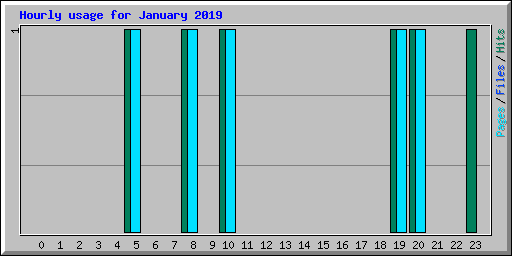 Hourly usage for January 2019
1
Pages/Files/Hits
0 1 2 3 4 5 6 7 8 9 10 11 12 13 14 15 16 17 18 19 20 21 22 23